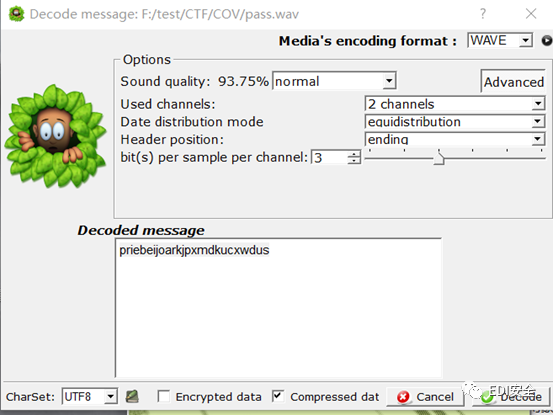 Decode message: F:/test/CTF/COV/pass.wav
Media's encoding format : WAVE
Options
Sound quality: 93.75% normal Advanced
Used channels: 2 channels
Date distribution mode equidistribution
Header position: ending
bit(s) per sample per channel: 3
Decoded message
priebeijoarkjpxmdkucxwdus
CharSet: UTF8 Encrypted data Compressed dat Cancel Decode
EDI安全